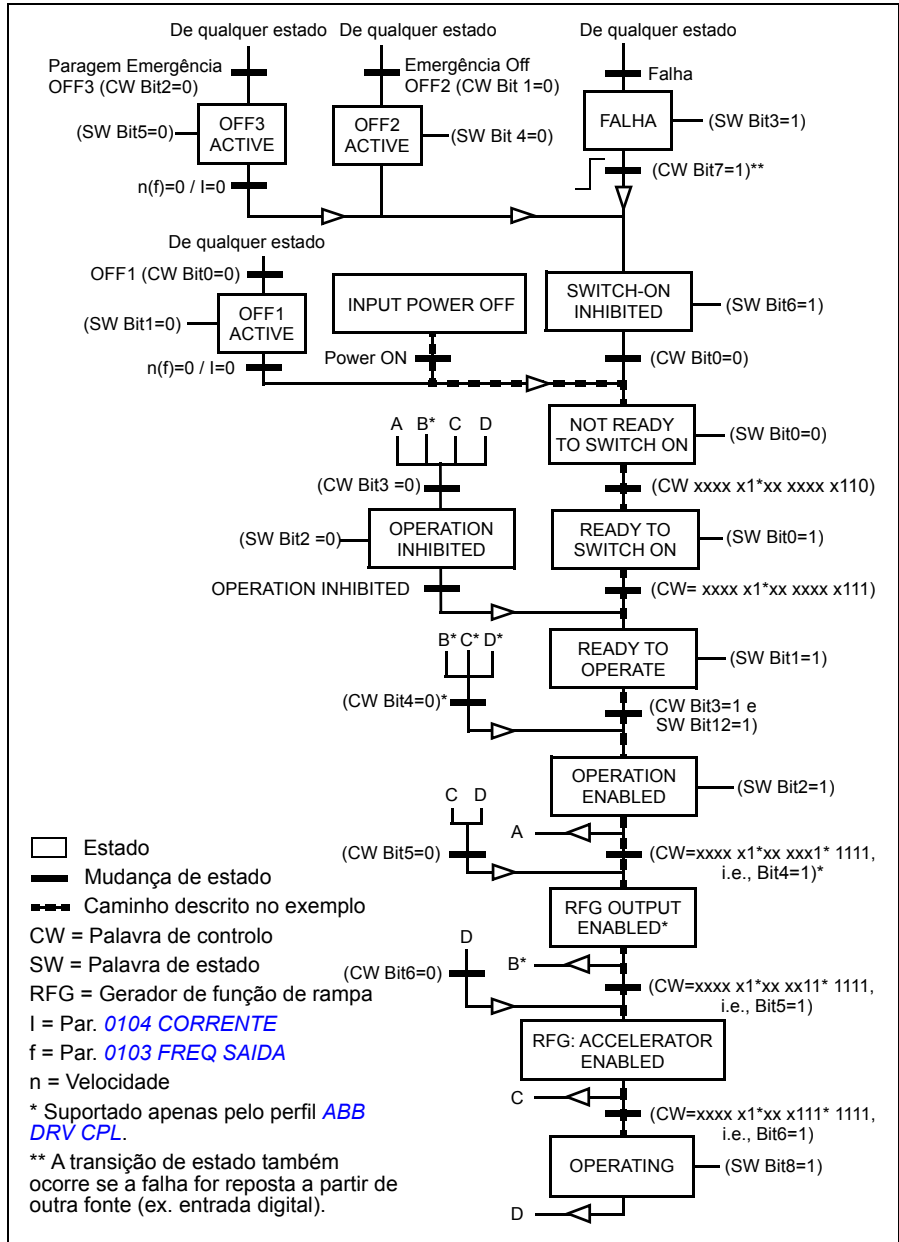 De qualquer estado
De qualquer estado
De qualquer estado
Paragem Emergência
OFF3 (CW Bit2=0)
Emergência Off
OFF2 (CW Bit 1=0)
Falha
(SW Bit5=0)
OFF3
ACTIVE
OFF2
ACTIVE
(SW Bit 4=0)
FALHA
(SW Bit3=1)
n(f)=0 / I=0
(CW Bit7=1)**
De qualquer estado
OFF1 (CW Bit0=0)
(SW Bit1=0)
OFF1
ACTIVE
INPUT POWER OFF
SWITCH-ON
INHIBITED
(SW Bit6=1)
n(f)=0 / I=0
Power ON
(CW Bit0=0)
A B* C D
NOT READY
TO SWITCH ON
(SW Bit0=0)
(CW Bit3 =0)
(CW xxxx x1*xx xxxx x110)
(SW Bit2 =0)
OPERATION
INHIBITED
READY TO
SWITCH ON
(SW Bit0=1)
OPERATION INHIBITED
(CW= xxxx x1*xx xxxx x111)
B* C* D*
READY TO
OPERATE
(SW Bit1=1)
(CW Bit4=0)*
(CW Bit3=1 e
SW Bit12=1)
OPERATION
ENABLED
(SW Bit2=1)
C D
A
(CW Bit5=0)
(CW=xxxx x1*xx xxx1* 1111,
i.e., Bit4=1)*
RFG OUTPUT
ENABLED*
D
B*
(CW Bit6=0)
(CW=xxxx x1*xx xx11* 1111,
i.e., Bit5=1)
RFG: ACCELERATOR
ENABLED
C
(CW=xxxx x1*xx x111* 1111,
i.e., Bit6=1)
OPERATING
(SW Bit8=1)
D
Estado
Mudança de estado
Caminho descrito no exemplo
CW = Palavra de controlo
SW = Palavra de estado
RFG = Gerador de função de rampa
I = Par. 0104 CORRENTE
f = Par. 0103 FREQ SAIDA
n = Velocidade
* Suportado apenas pelo perfil ABB
DRV CPL.
** A transição de estado também
ocorre se a falha for reposta a partir de
outra fonte (ex. entrada digital).